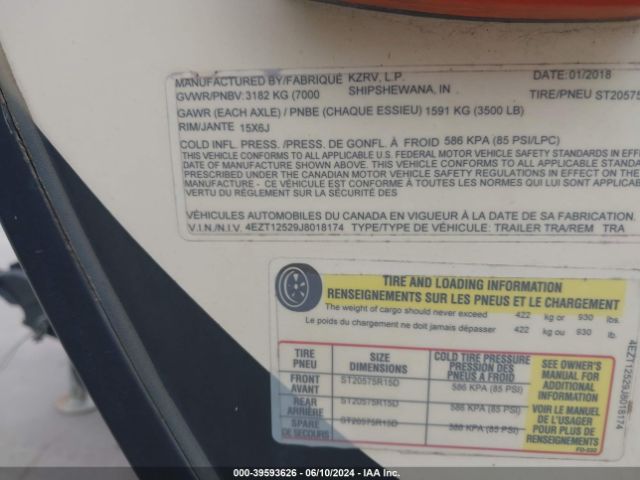 MANUFACTURED BY/FABRIQUÉ KZRV, L.P. DATE: 01/2018
GVWR/PNBV: 3182 KG (7000 SHIPSHEWANA, IN TIRE/PNEU ST20575
GAWR (EACH AXLE) / PNBE (CHAQUE ESSIEU) 1591 KG (3500 LB)
RIM/JANTE 15X6J
COLD INFL. PRESS./PRESS. DE GONFL. À FROID 586 KPA (85 PSI/LPC)
THIS VEHICLE CONFORMS TO ALL APPLICABLE U.S. FEDERAL MOTOR VEHICLE SAFETY STANDARDS IN EFF
DATE OF MANUFACTURE SHOWN ABOVE. THIS VEHICLE CONFORMS TO ALL APPLICABLE STANDARDS
PRESCRIBED UNDER THE CANADIAN MOTOR VEHICLE SAFETY REGULATIONS IN EFFECT ON THE
MANUFACTURE - CE VÉHICULE EST CONFORME À TOUTES LES NORMES QUI LUI SONT APPLICABL
VERTU DU RÈGLEMENT SUR LA SÉCURITÉ DES
VÉHICULES AUTOMOBILES DU CANADA EN VIGUEUR À LA DATE DE SA FABRICATION.
V.I.N./N.I.V. 4EZT12529J8018174 TYPE/TYPE DE VÉHICULE: TRAILER TRA/REM TRA
TIRE AND LOADING INFORMATION
RENSEIGNEMENTS SUR LES PNEUS ET LE CHARGEMENT
The weight of cargo should never exceed 422 kg or 930 lbs.
Le poids du chargement ne doit jamais dépasser 422 kg ou 930 lb.
TIRE PNEU SIZE DIMENSIONS COLD TIRE PRESSURE PRESSION DES PNEUS A FROID
FRONT AVANT ST20575R15D 586 KPA (85 PSI)
REAR ARRIÈRE ST20575R15D 586 KPA (85 PSI)
SPARE DE SECOURS ST20575R15D 586 KPA (85 PSI)
SEE OWNER'S
MANUAL FOR
ADDITIONAL
INFORMATION
VOIR LE MANUEL
DE L'USAGER
POUR PLUS DE
RENSEIGNEMENTS
4EZT12529J8018174
000-39593626 - 06/10/2024 - IAA Inc.